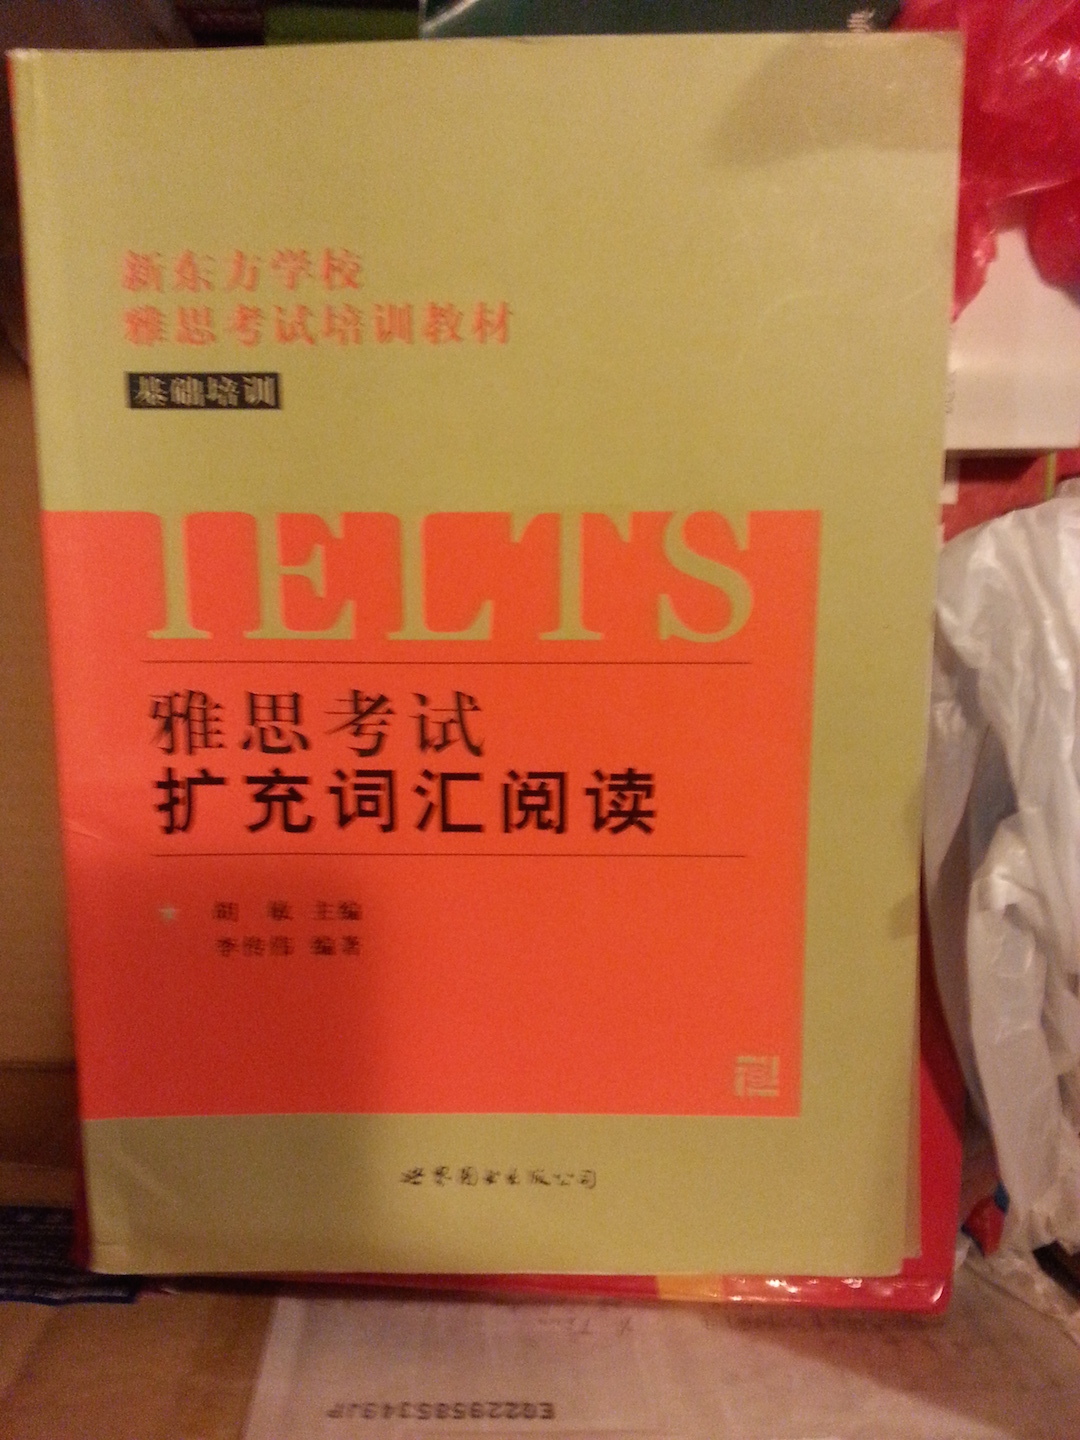 新东方学校
雅思考试培训教材
基础培训
IELTS
雅思考试
扩充词汇阅读
胡 敏 主编
李传伟 编著
世界图书出版公司
EQ229585349JP